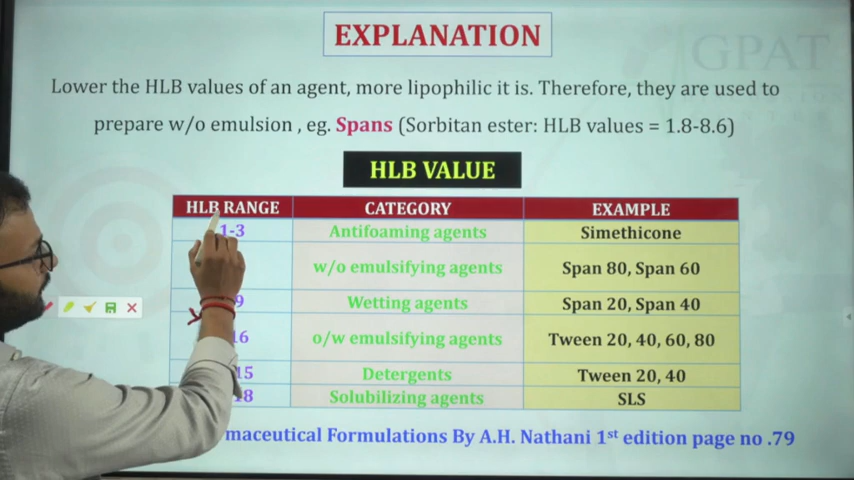 EXPLANATION
GPAT
Lower the HLB values of an agent, more lipophilic it is. Therefore, they are used to
prepare w/o emulsion , eg. Spans (Sorbitan ester: HLB values = 1.8-8.6)
HLB VALUE
HLB RANGE CATEGORY EXAMPLE
1-3 Antifoaming agents Simethicone
w/o emulsifying agents Span 80, Span 60
9 Wetting agents Span 20, Span 40
16 o/w emulsifying agents Tween 20, 40, 60, 80
15 Detergents Tween 20, 40
8 Solubilizing agents SLS
maceutical Formulations By A.H. Nathani 1st edition page no .79